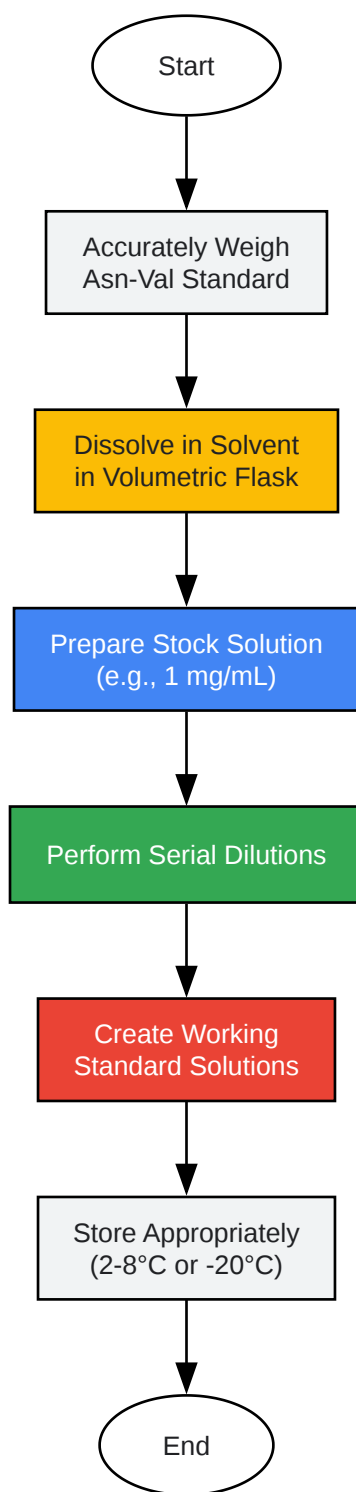 Start
Accurately Weigh
Asn-Val Standard
Dissolve in Solvent
in Volumetric Flask
Prepare Stock Solution
(e.g., 1 mg/mL)
Perform Serial Dilutions
Create Working
Standard Solutions
Store Appropriately
(2-8°C or -20°C)
End